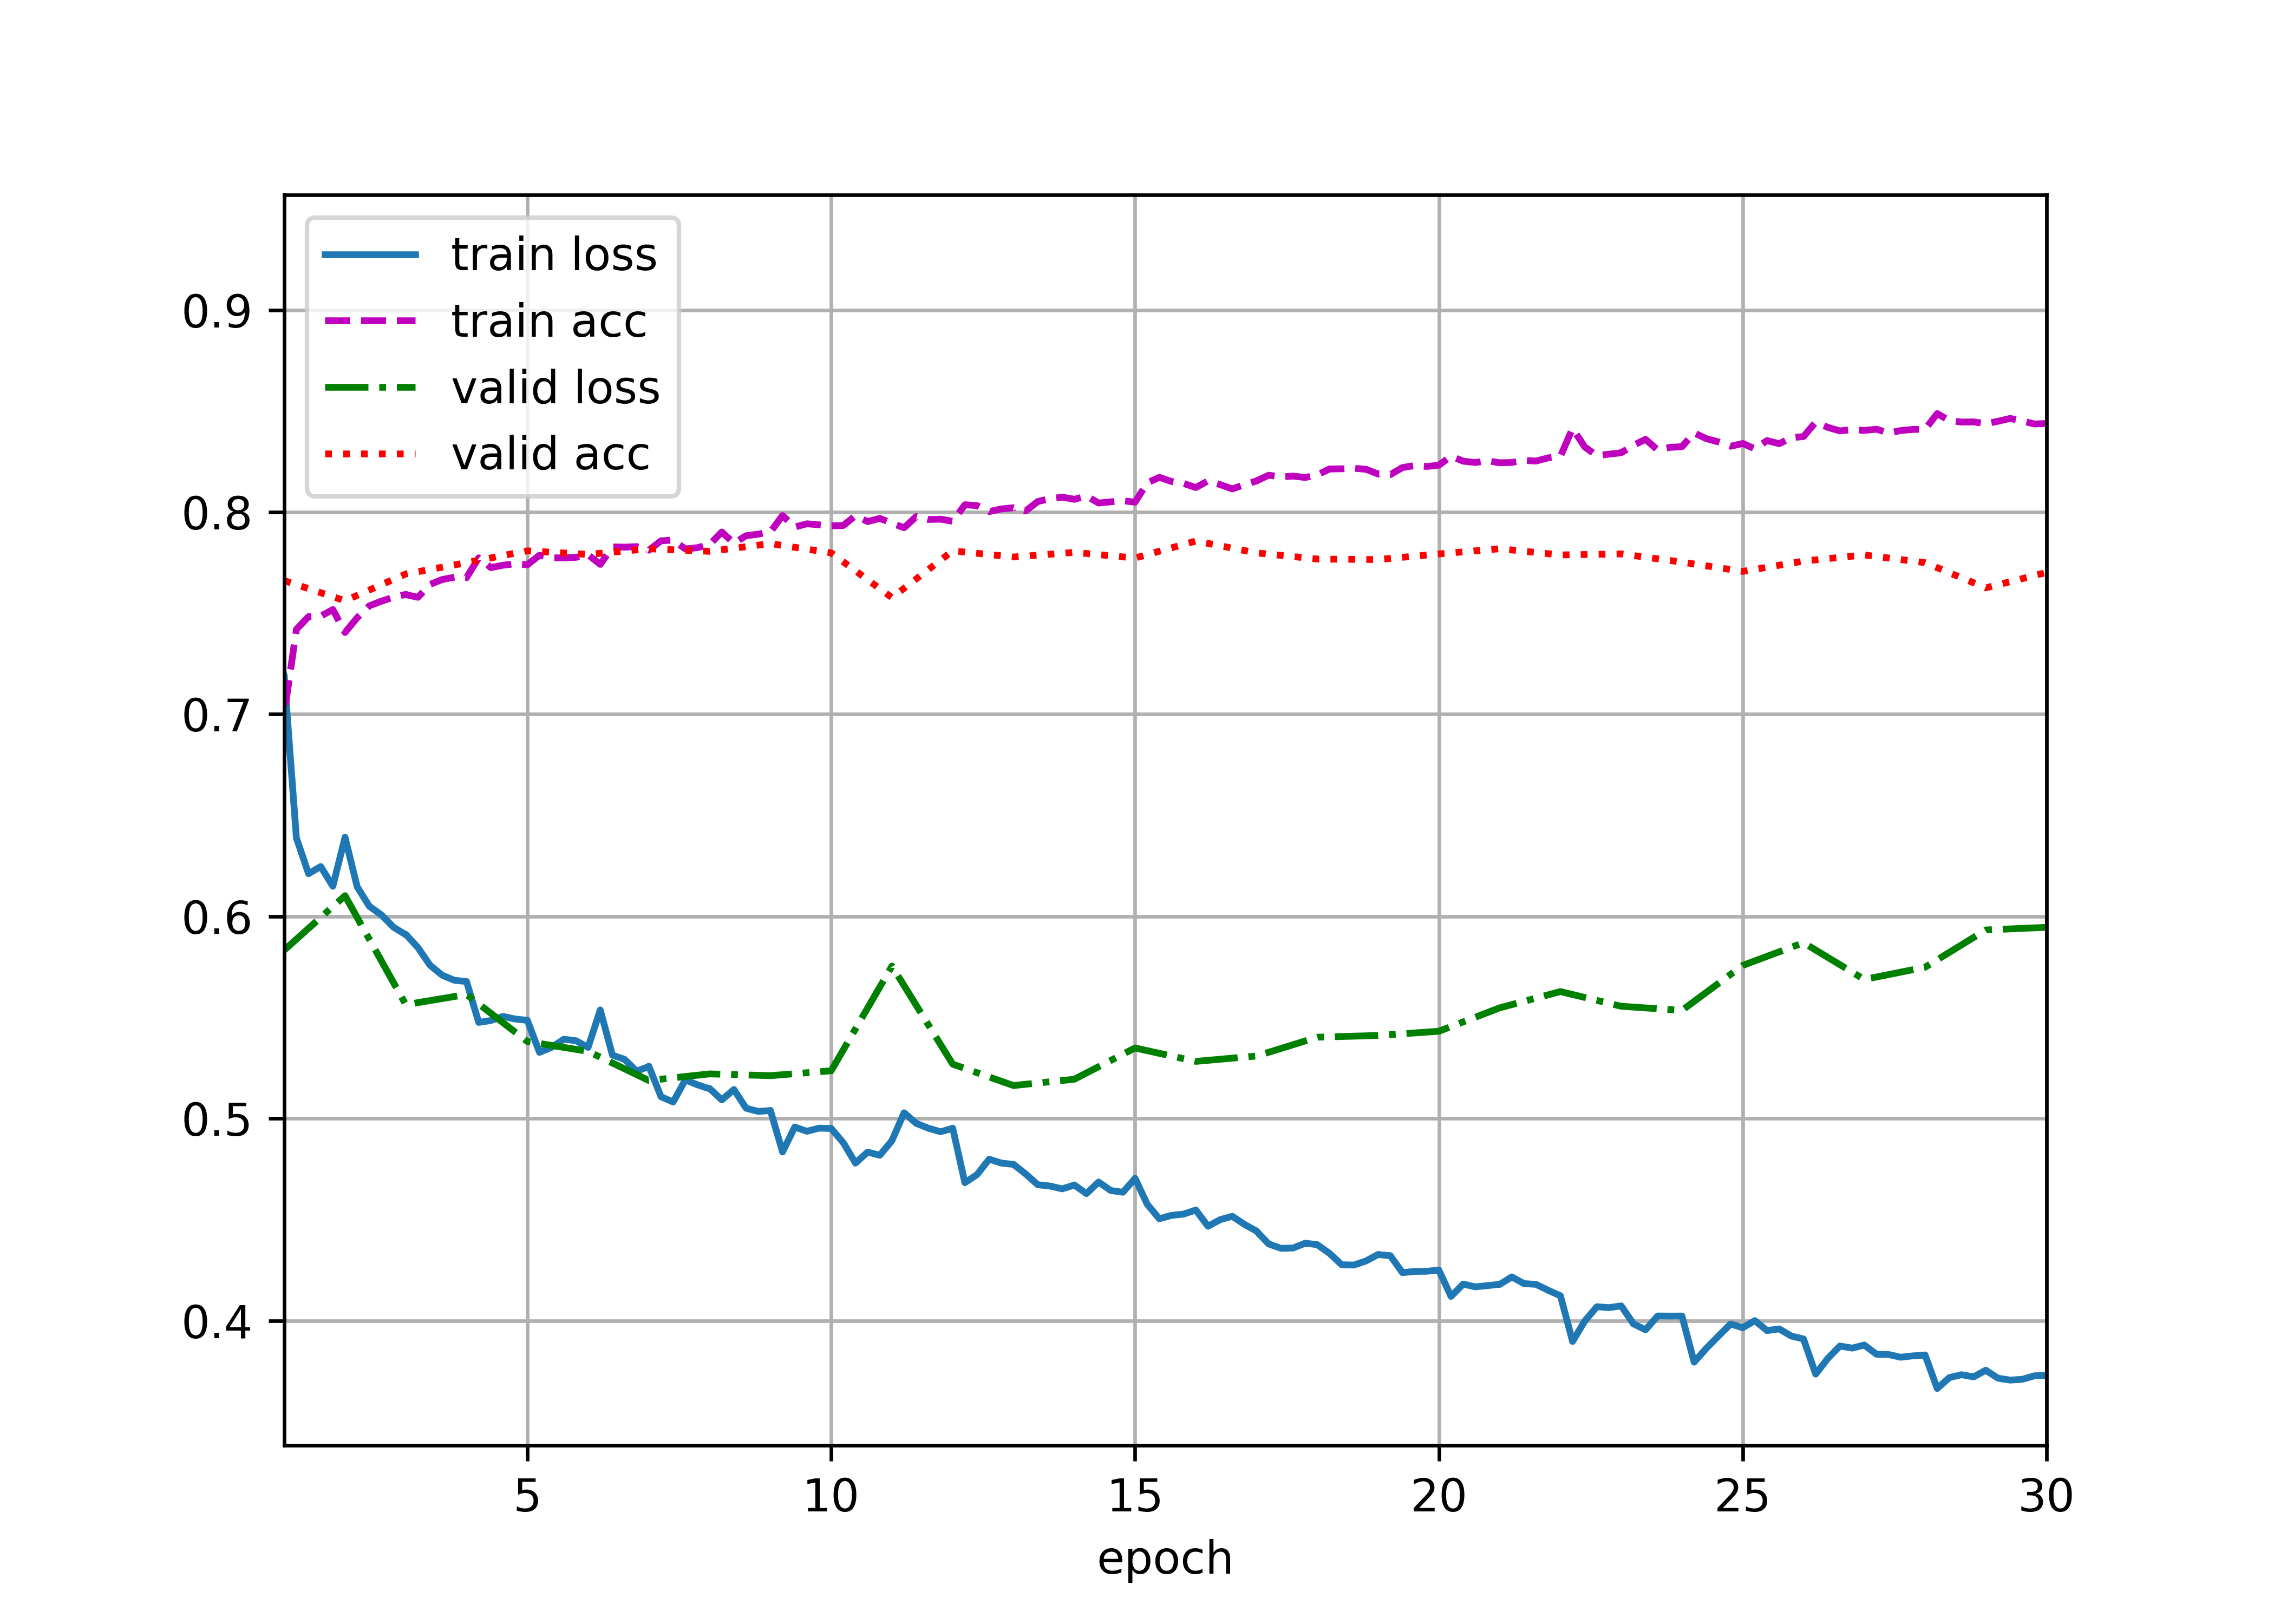 train loss
train acc
valid loss
valid acc
0.9
0.8
0.7
0.6
0.5
0.4
5 10 15 20 25 30
epoch